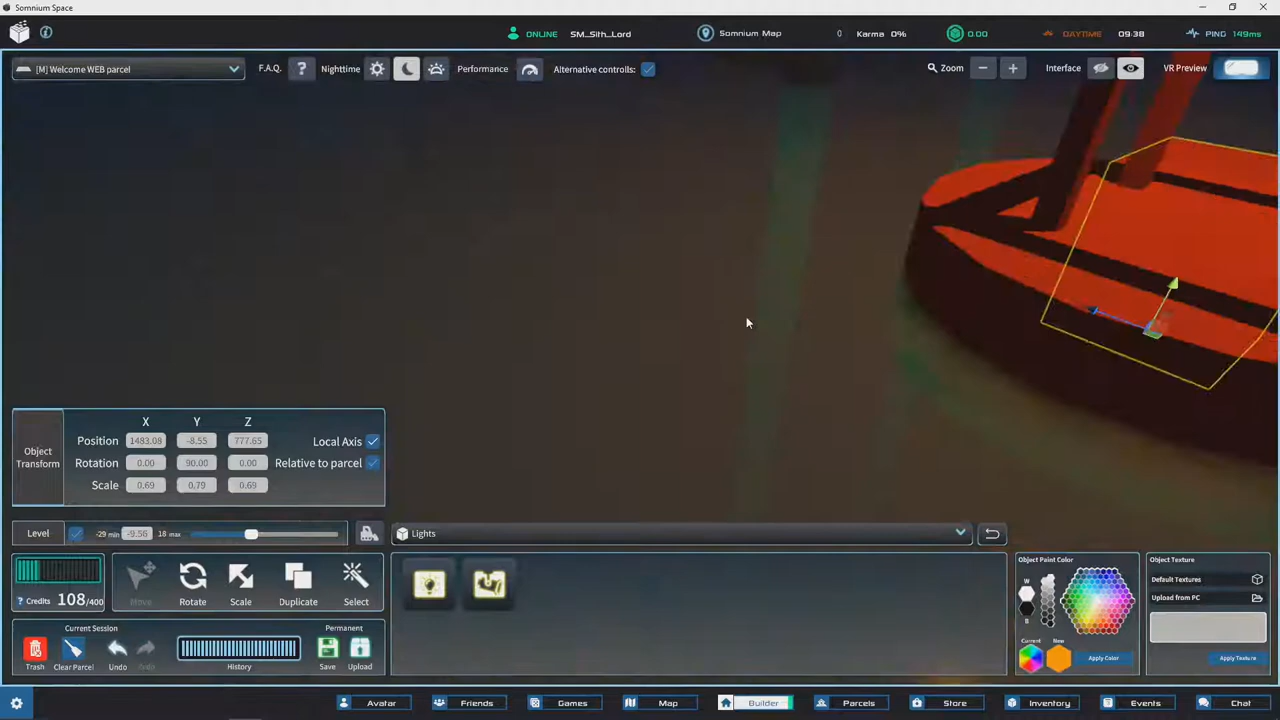 Somnium Space
ONLINE SM_Sith_Lord Somnium Map 0 Karma 0% 0.00 DAYTIME 09:38 PING 149ms
[M] Welcome WEB parcel F.A.Q. ? Nighttime Performance Alternative controlls: Zoom Interface VR Preview
X Y Z
Object Transform
Position 1483.08 -8.55 777.65 Local Axis
Rotation 0.00 90.00 0.00 Relative to parcel
Scale 0.69 0.79 0.69
Level -29 min -9.56 18 max Lights
Move Rotate Scale Duplicate Select
? Credits 108/400
Current Session Permanent
Trash Clear Parcel Undo Redo History Save Upload
Object Paint Color
W
B
Current New Apply Color
Object Texture
Default Textures
Upload from PC
Apply Texture
Avatar Friends Games Map Builder Parcels Store Inventory Events Chat